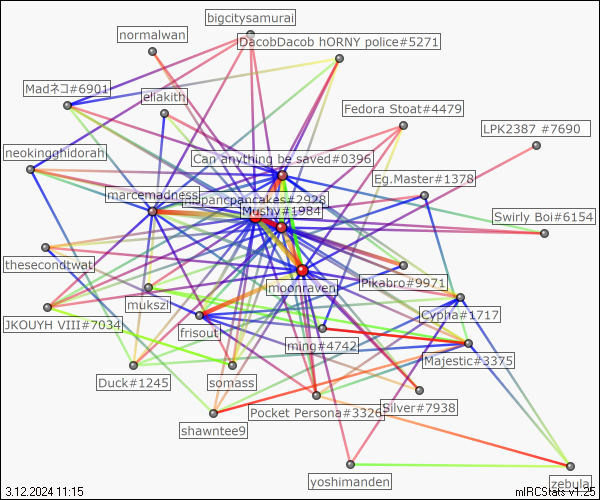 bigcitysamurai
normalwan
DacobDacob hORNY police#5271
Madネコ#6901
eliakith
Fedora Stoat#4479
LPK2387 #7690
neokingghidorah
Can anything be saved#0396
Eg.Master#1378
marcemadness
hispancpancakes#2928
Mushy#1984
Swirly Boi#6154
thesecondtwat
moonraven
Pikabro#9971
mukszi
Cypha#1717
JKOUYH VIII#7034
frisout
ming#4742
Majestic#3375
Duck#1245
somass
Silver#7938
Pocket Persona#3326
shawntee9
yoshimanden
zebula
3.12.2024 11:15
mIRCStats v1.25